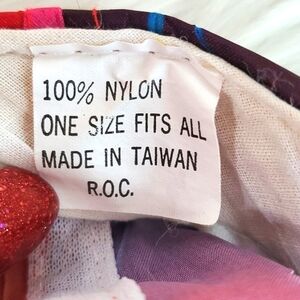 100% NYLON
ONE SIZE FITS ALL
MADE IN TAIWAN
R.O.C.